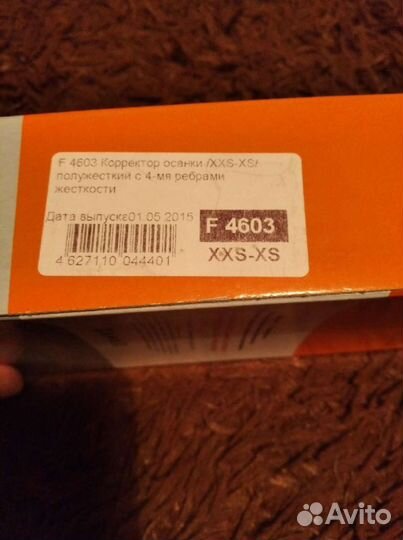 F 4603 Корректор осанки /XXS-XS/
полужесткий с 4-мя ребрами
жесткости
Дата выпуска01.05.2015
F 4603
4 627110 044401
XXS-XS
Avito